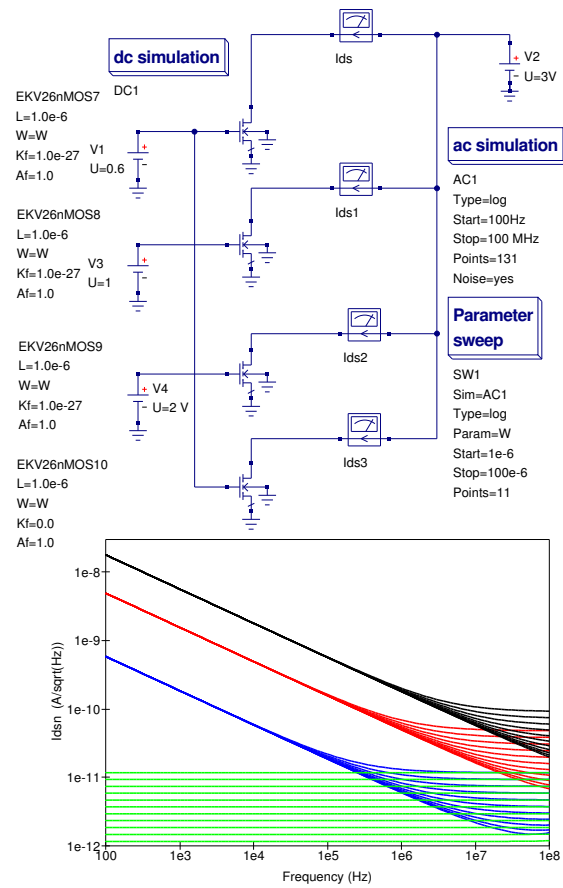 Ids
dc simulation
DC1
V2
U=3V
EKV26nMOS7
L=1.0e-6
W=W
Kf=1.0e-27
Af=1.0
V1
U=0.6
ac simulation
AC1
Type=log
Start=100Hz
Stop=100 MHz
Points=131
Noise=yes
Ids1
EKV26nMOS8
L=1.0e-6
W=W
Kf=1.0e-27
Af=1.0
V3
U=1
Parameter
sweep
SW1
Sim=AC1
Type=log
Param=W
Start=1e-6
Stop=100e-6
Points=11
Ids2
EKV26nMOS9
L=1.0e-6
W=W
Kf=1.0e-27
Af=1.0
V4
U=2 V
Ids3
EKV26nMOS10
L=1.0e-6
W=W
Kf=0.0
Af=1.0
Idsn (A/sqrt(Hz))
1e-8
1e-9
1e-10
1e-11
1e-12
100 1e3 1e4 1e5 1e6 1e7 1e8
Frequency (Hz)